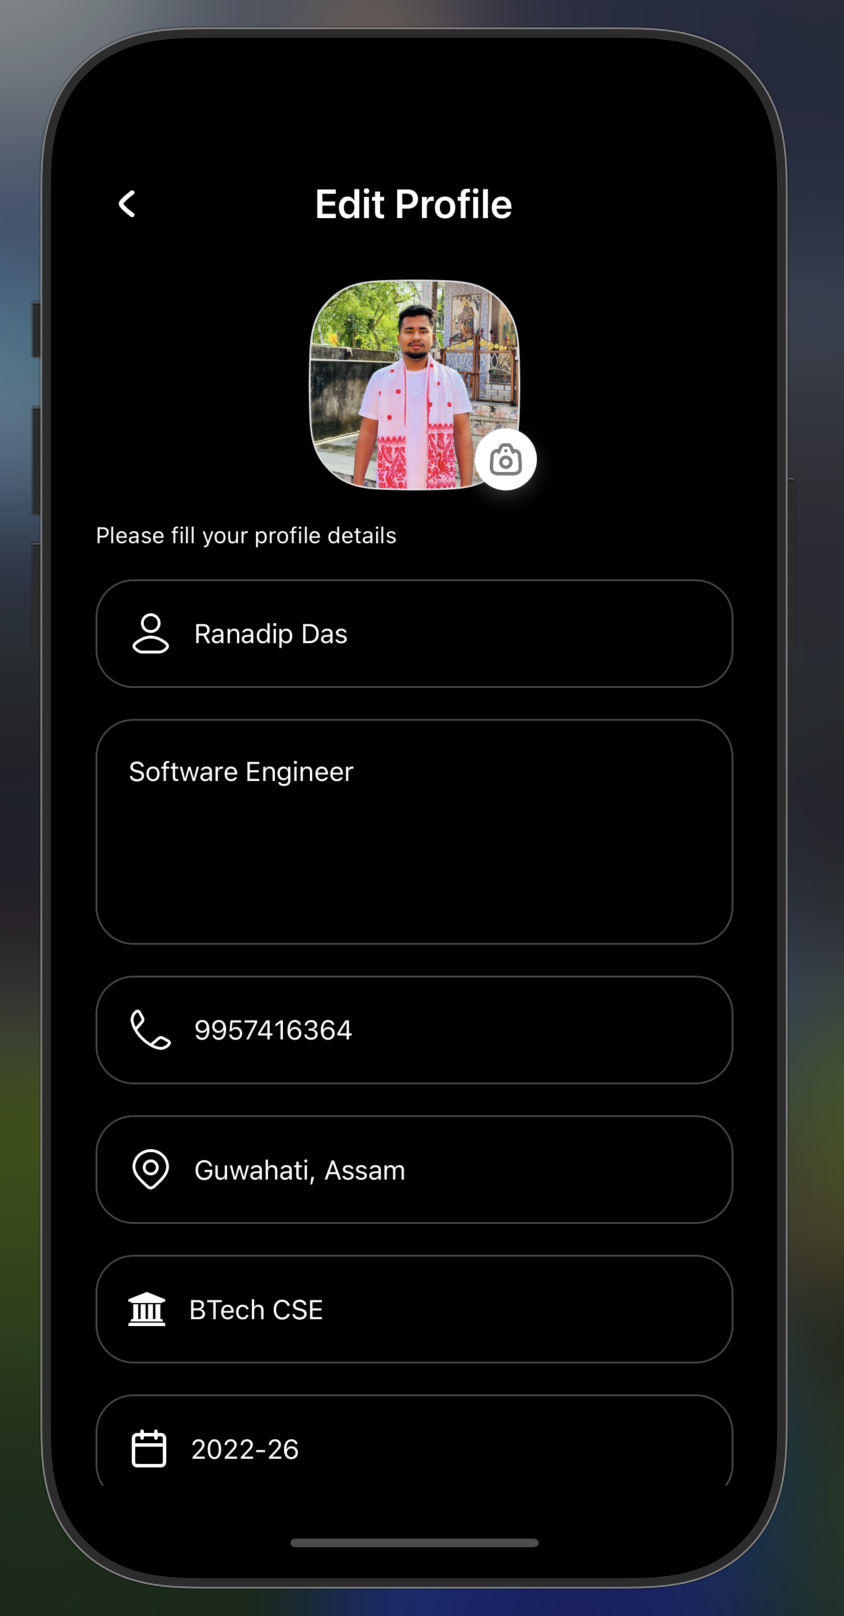 Edit Profile
Please fill your profile details
Ranadip Das
Software Engineer
9957416364
Guwahati, Assam
BTech CSE
2022-26